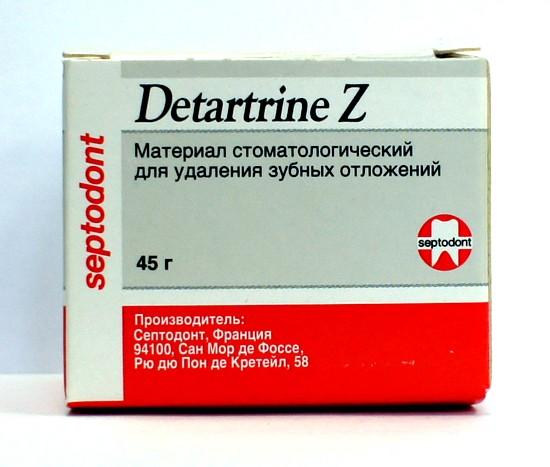 septodont
Detartrine Z
Материал стоматологический
для удаления зубных отложений
septodont
45 г
Производитель:
Септодонт, Франция
94100, Сан Мор де Фоссе,
Рю дю Пон де Кретейл, 58